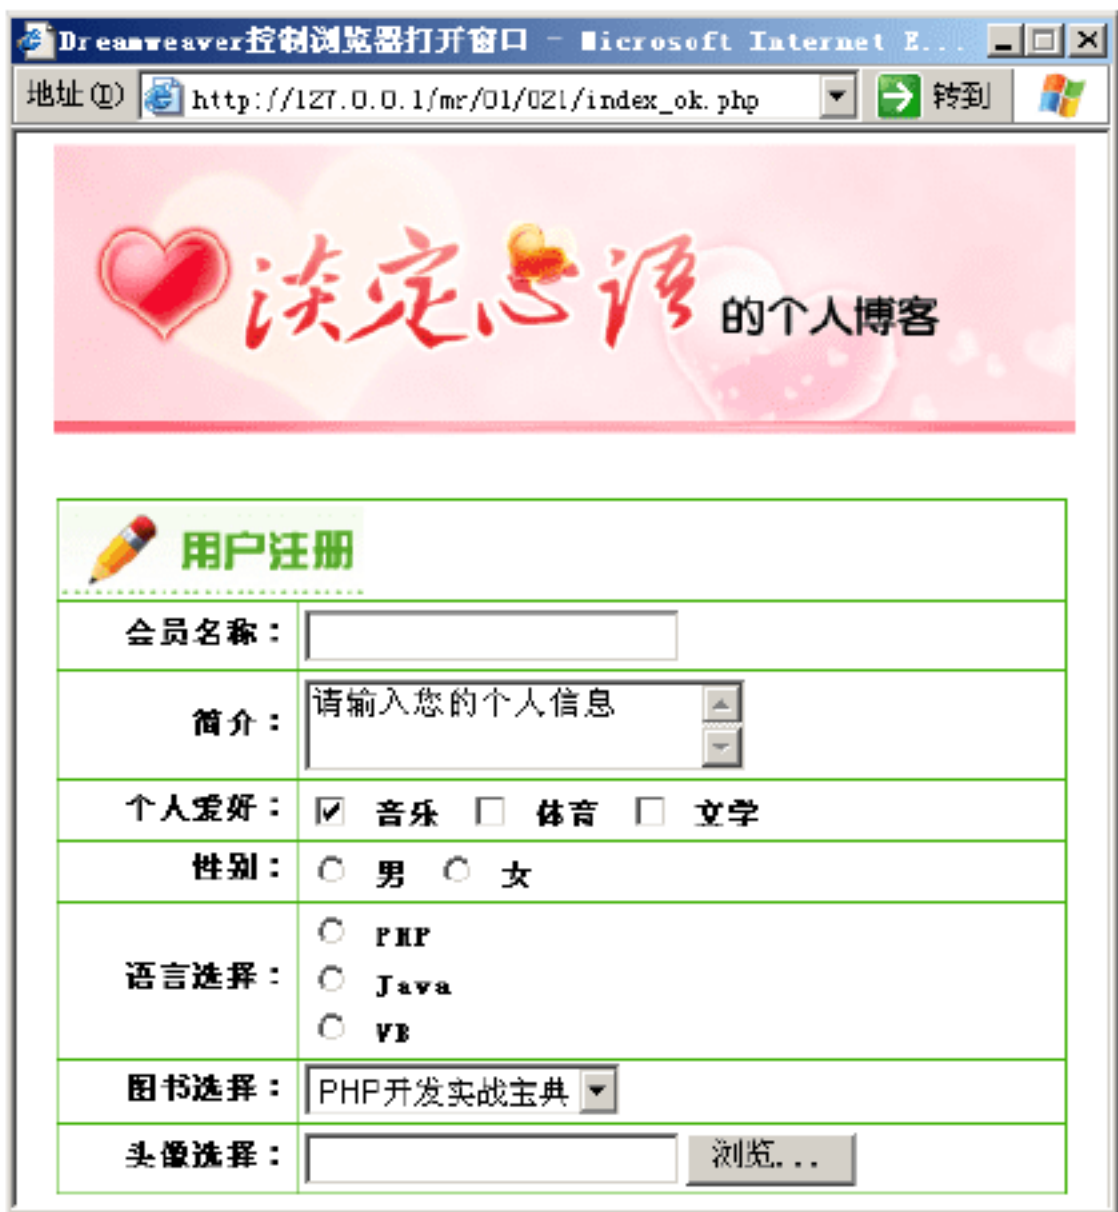 Dreamweaver控制浏览器打开窗口 - Microsoft Internet E...
地址(D) http://127.0.0.1/mr/01/021/index_ok.php 转到
淡定心语 的个人博客
用户注册
会员名称：
简介： 请输入您的个人信息
个人爱好： 音乐 体育 文学
性别： 男 女
PHP
语言选择： Java
VB
图书选择： PHP开发实战宝典
头像选择： 浏览...